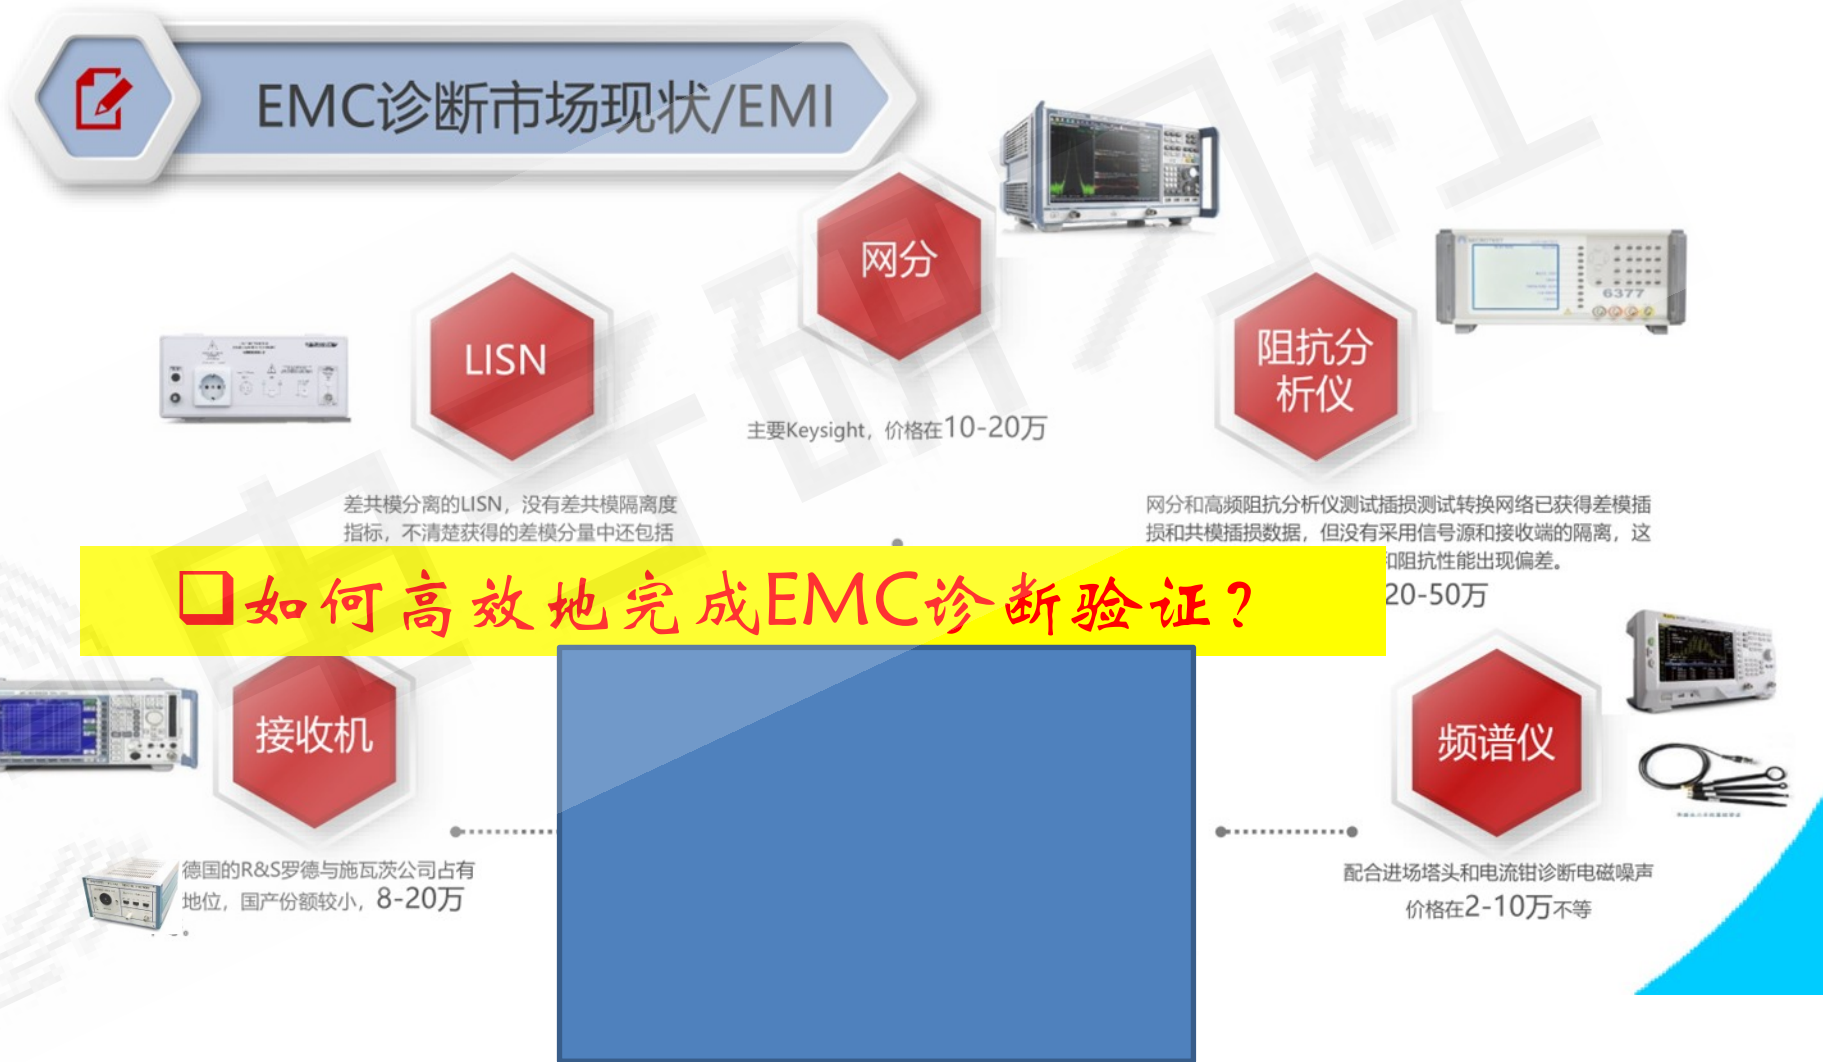 EMC诊断市场现状/EMI
网分
主要Keysight，价格在10-20万
LISN
差共模分离的LISN，没有差共模隔离度
指标，不清楚获得的差模分量中还包括
阻抗分
析仪
6377
网分和高频阻抗分析仪测试插损测试转换网络已获得差模插
损和共模插损数据，但没有采用信号源和接收端的隔离，这
和阻抗性能出现偏差。
20-50万
如何高效地完成EMC诊断验证？
接收机
德国的R&S罗德与施瓦茨公司占有
地位，国产份额较小，8-20万
频谱仪
配合进场塔头和电流钳诊断电磁噪声
价格在2-10万不等
电子研习社